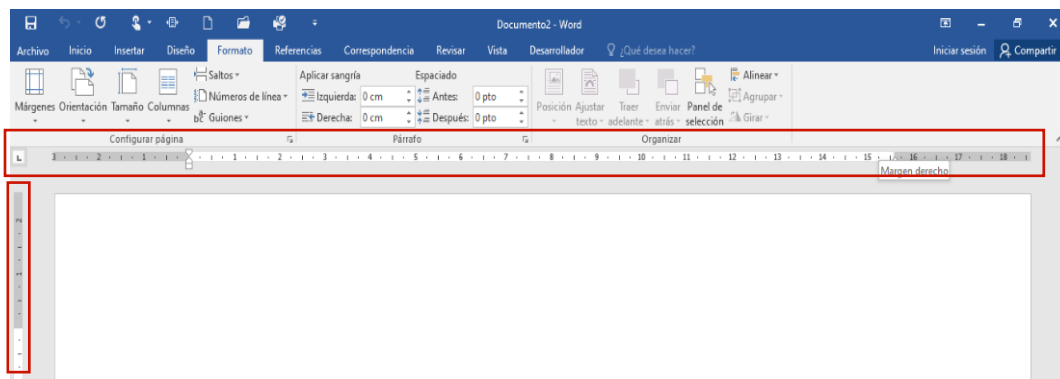 Documento2 - Word
Archivo Inicio Insertar Diseño Formato Referencias Correspondencia Revisar Vista Desarrollador ¿Qué desea hacer? Iniciar sesión Compartir
Saltos Aplicar sangría Espaciado Alinear
Números de línea Izquierda: 0 cm Antes: 0 pto Agrupar
Márgenes Orientación Tamaño Columnas Posición Ajustar Traer Enviar Panel de
Guiones Derecha: 0 cm Después: 0 pto texto adelante atrás selección Girar
Configurar página Párrafo Organizar
L 3 2 1 1 2 3 4 5 6 7 8 9 10 11 12 13 14 15 16 17 18
Margen derecho
2
1